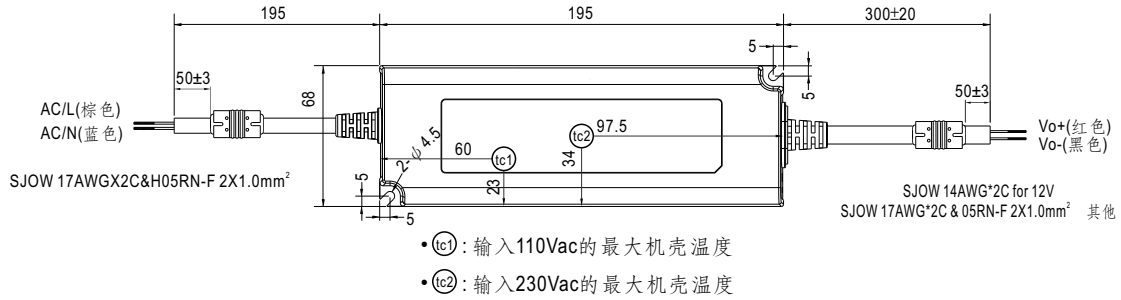 195 195 300±20
5
50±3 5 50±3
68
AC/L(棕色)
AC/N(蓝色)
Vo+(红色)
Vo-(黑色)
2-φ4.5 60 tc1 tc2 97.5
23 34
5
5
SJOW 17AWGX2C&H05RN-F 2X1.0mm²
SJOW 14AWG*2C for 12V
SJOW 17AWG*2C & 05RN-F 2X1.0mm² 其他
•tc1: 输入110Vac的最大机壳温度
•tc2: 输入230Vac的最大机壳温度